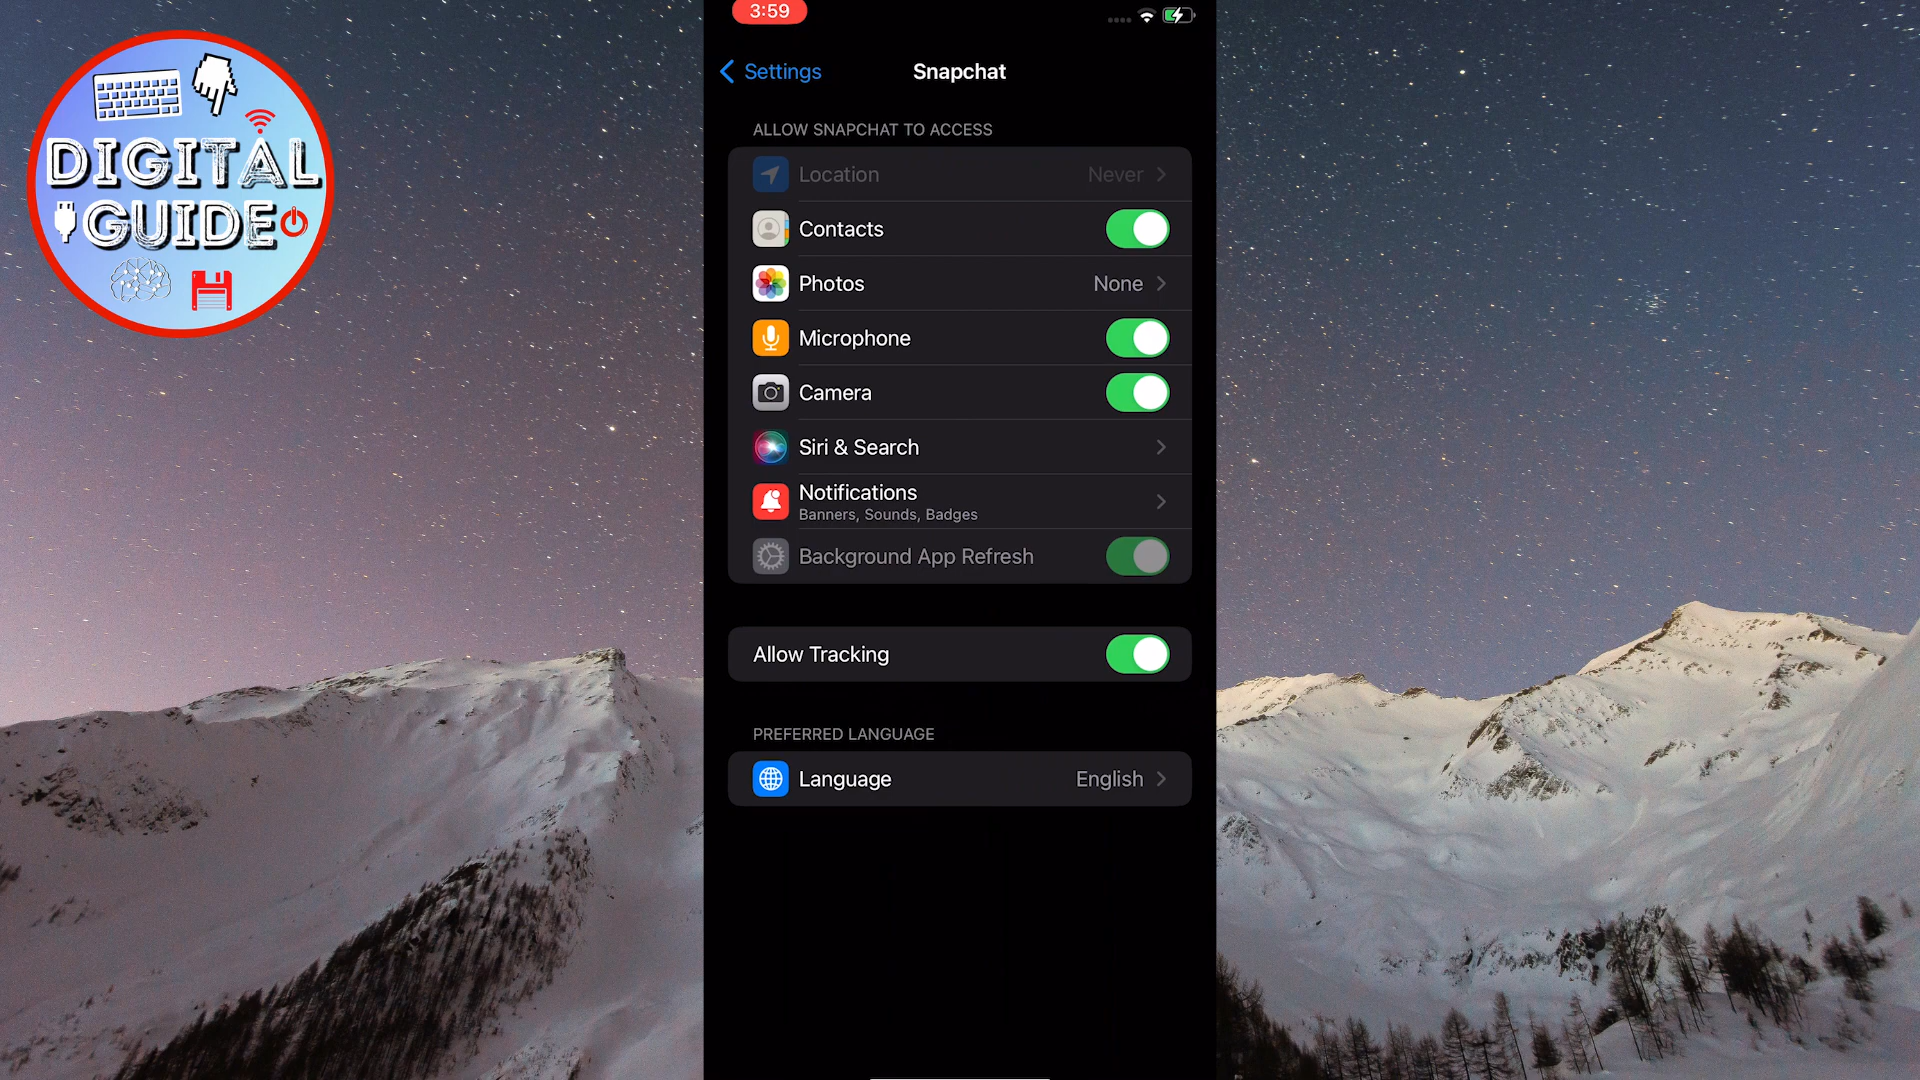 DIGITAL
GUIDE
3:59
Settings
Snapchat
ALLOW SNAPCHAT TO ACCESS
Location Never
Contacts
Photos None
Microphone
Camera
Siri & Search
Notifications
Banners, Sounds, Badges
Background App Refresh
Allow Tracking
PREFERRED LANGUAGE
Language English